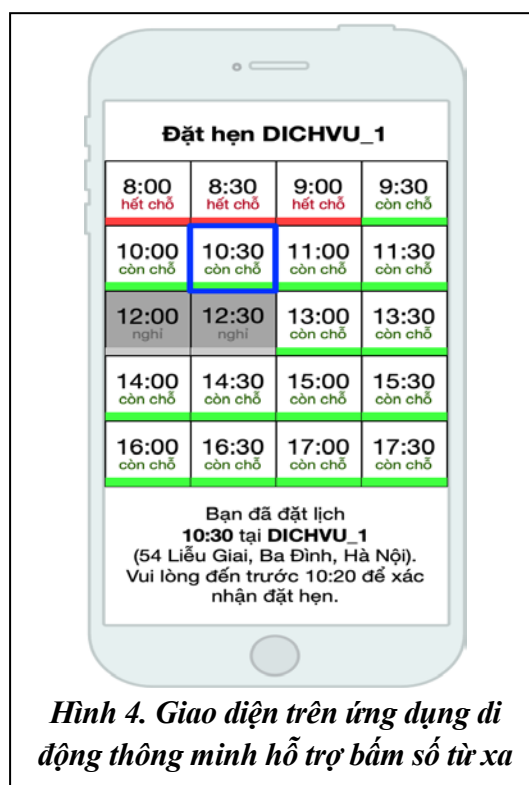 Đặt hẹn DICHVU_1
8:00 8:30 9:00 9:30
hết chỗ hết chỗ hết chỗ còn chỗ
10:00 10:30 11:00 11:30
còn chỗ còn chỗ còn chỗ còn chỗ
12:00 12:30 13:00 13:30
nghỉ nghỉ còn chỗ còn chỗ
14:00 14:30 15:00 15:30
còn chỗ còn chỗ còn chỗ còn chỗ
16:00 16:30 17:00 17:30
còn chỗ còn chỗ còn chỗ còn chỗ
Bạn đã đặt lịch
10:30 tại DICHVU_1
(54 Liễu Giai, Ba Đình, Hà Nội).
Vui lòng đến trước 10:20 để xác
nhận đặt hẹn.
Hình 4. Giao diện trên ứng dụng di
động thông minh hỗ trợ bấm số từ xa